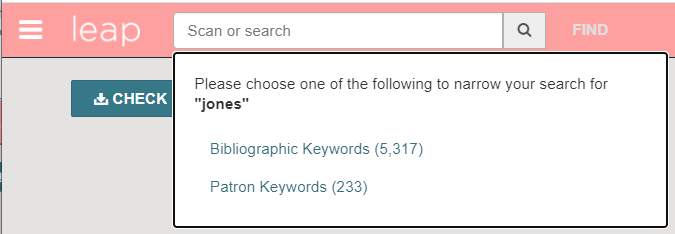 leap
Scan or search
FIND
CHECK
Please choose one of the following to narrow your search for
"jones"
Bibliographic Keywords (5,317)
Patron Keywords (233)